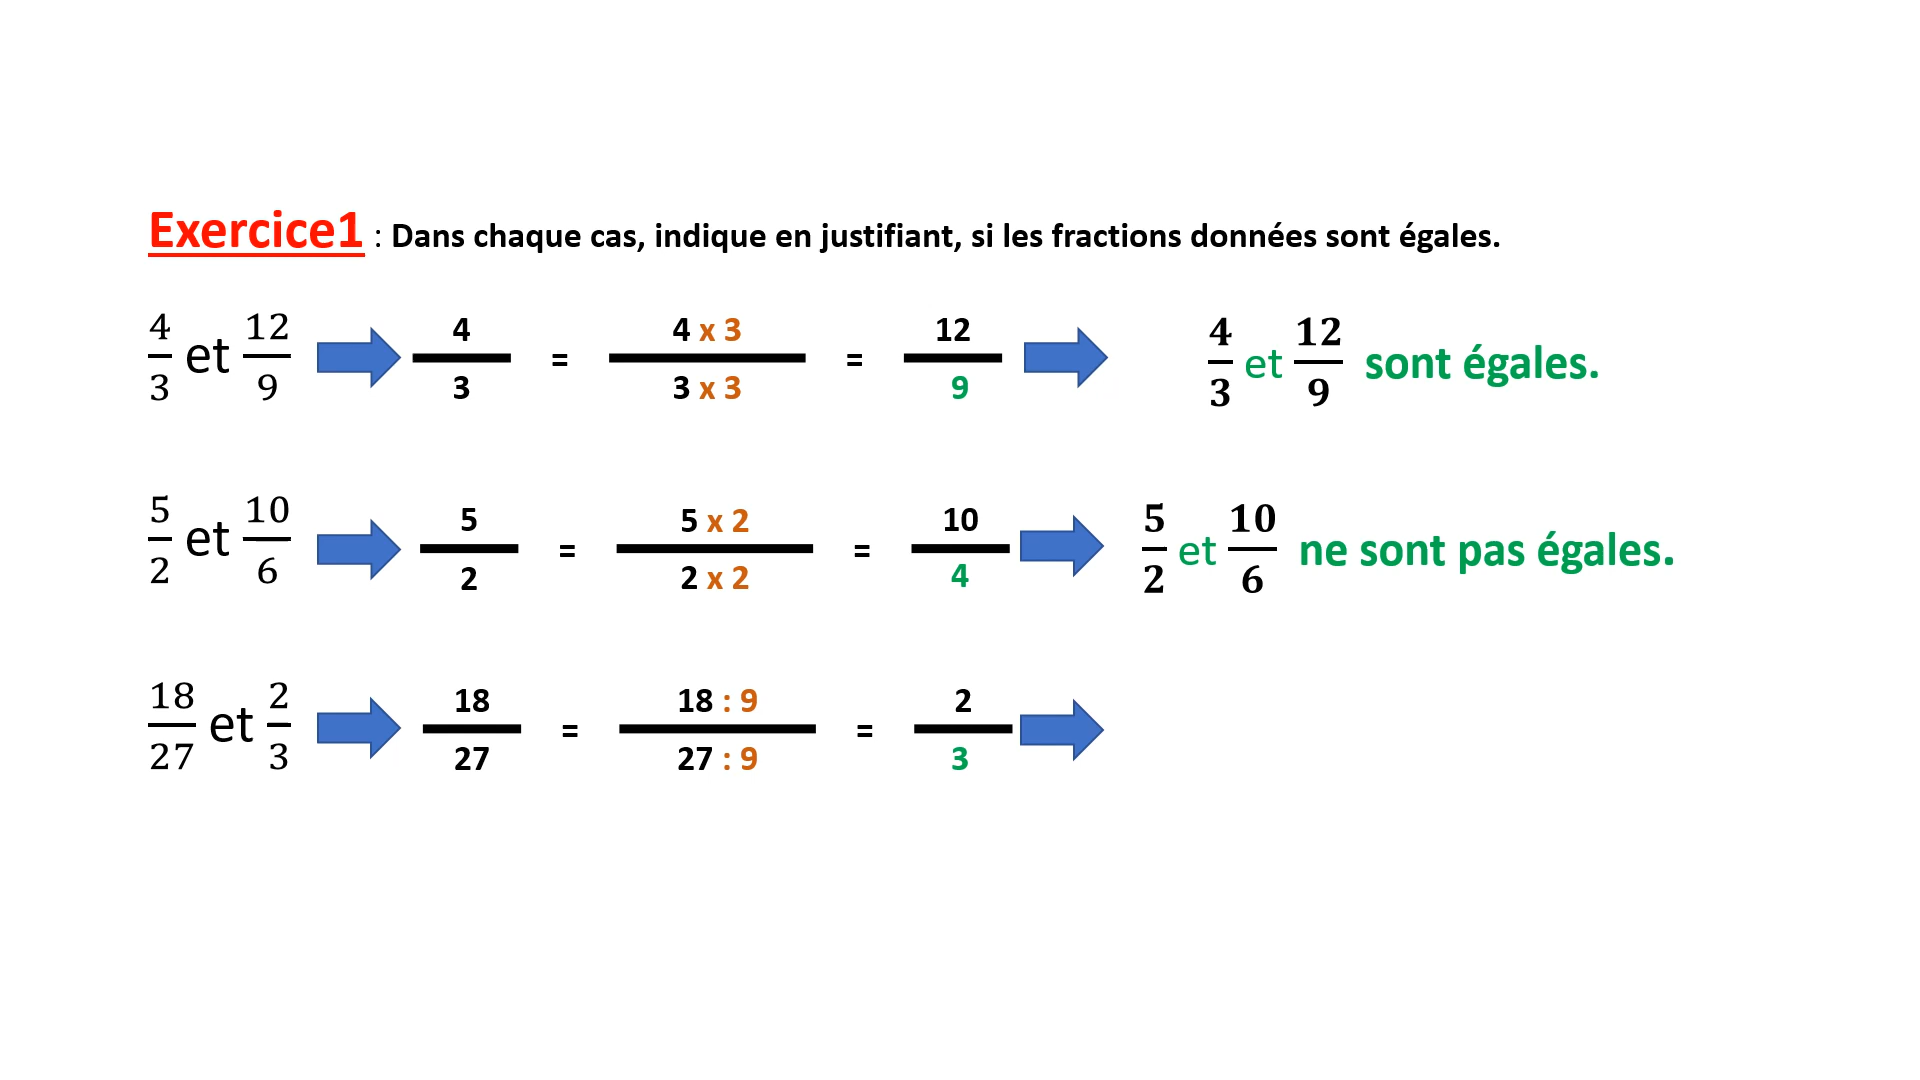 Exercice1 : Dans chaque cas, indique en justifiant, si les fractions données sont égales.
4/3 et 12/9 4/3 = 4 x 3/3 x 3 = 12/9 4/3 et 12/9 sont égales.
5/2 et 10/6 5/2 = 5 x 2/2 x 2 = 10/4 5/2 et 10/6 ne sont pas égales.
18/27 et 2/3 18/27 = 18 : 9/27 : 9 = 2/3